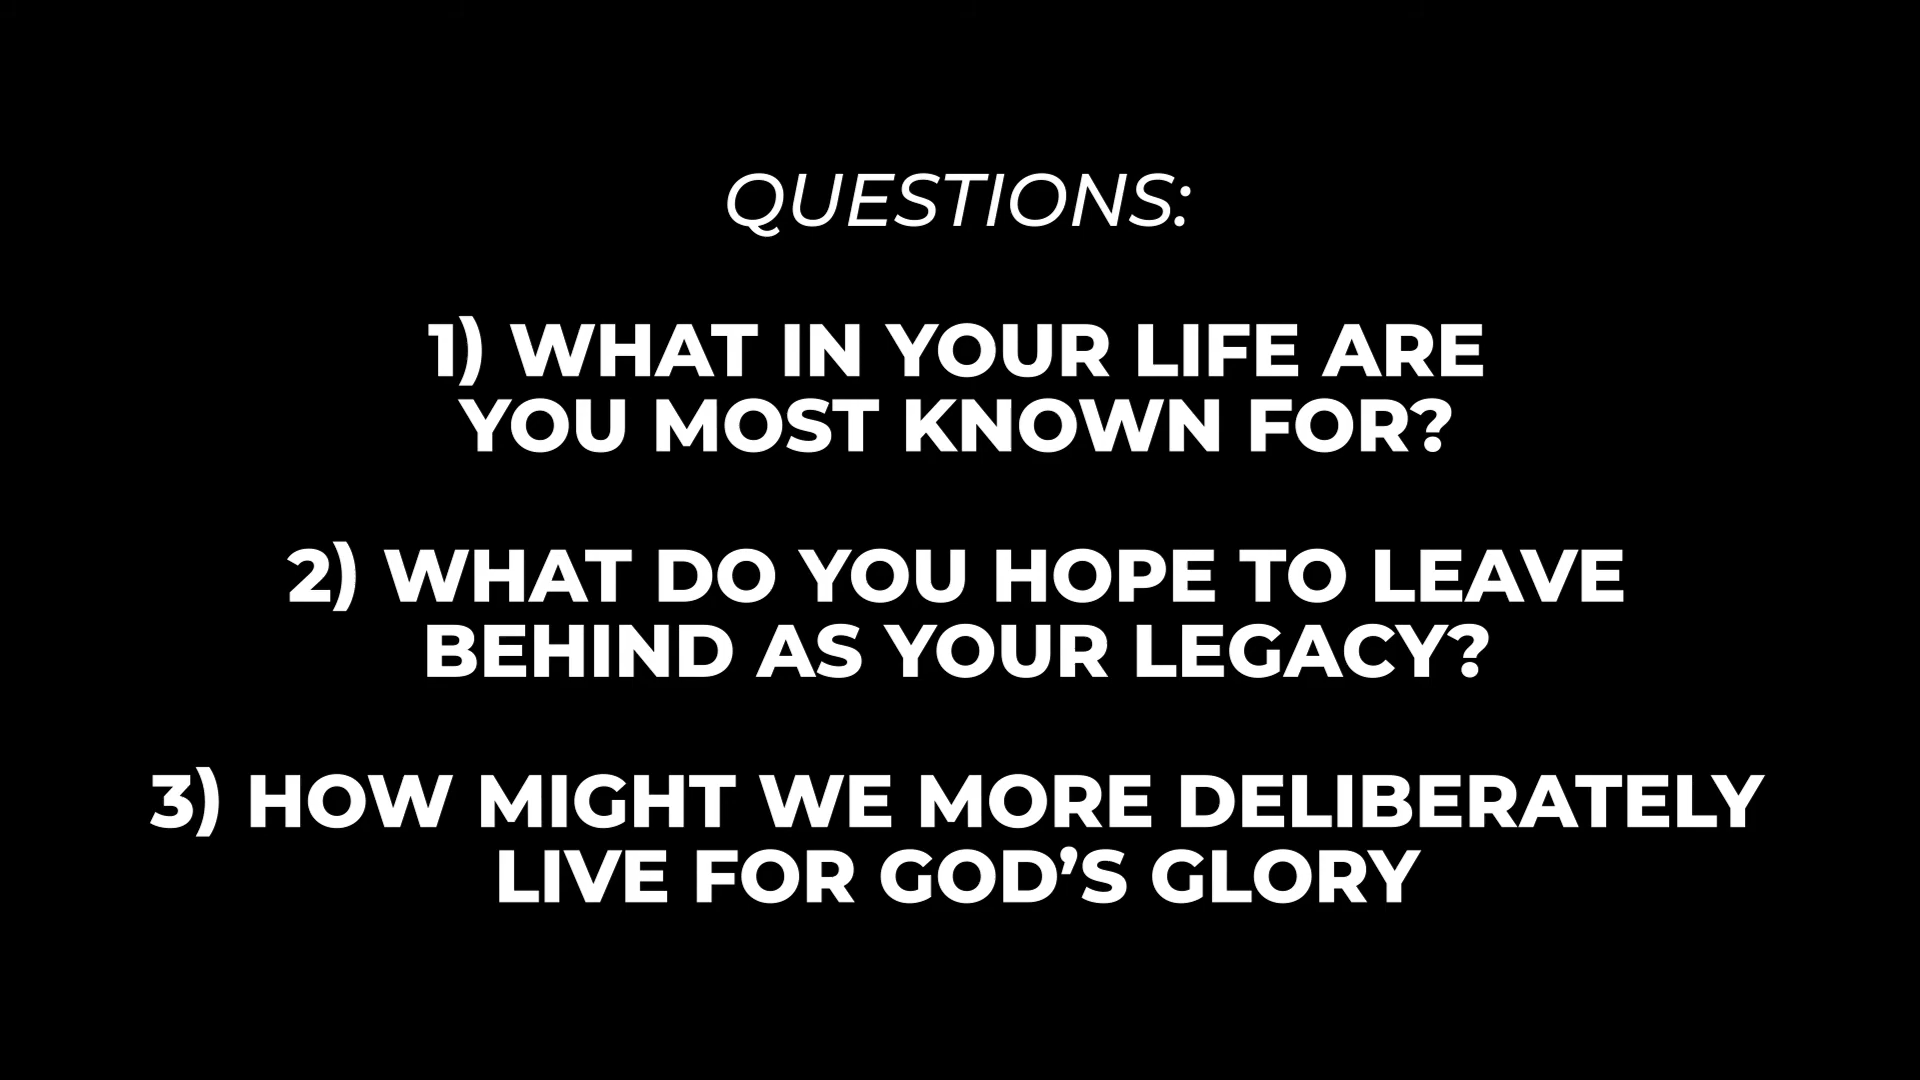 QUESTIONS:
1) WHAT IN YOUR LIFE ARE
YOU MOST KNOWN FOR?
2) WHAT DO YOU HOPE TO LEAVE
BEHIND AS YOUR LEGACY?
3) HOW MIGHT WE MORE DELIBERATELY
LIVE FOR GOD’S GLORY